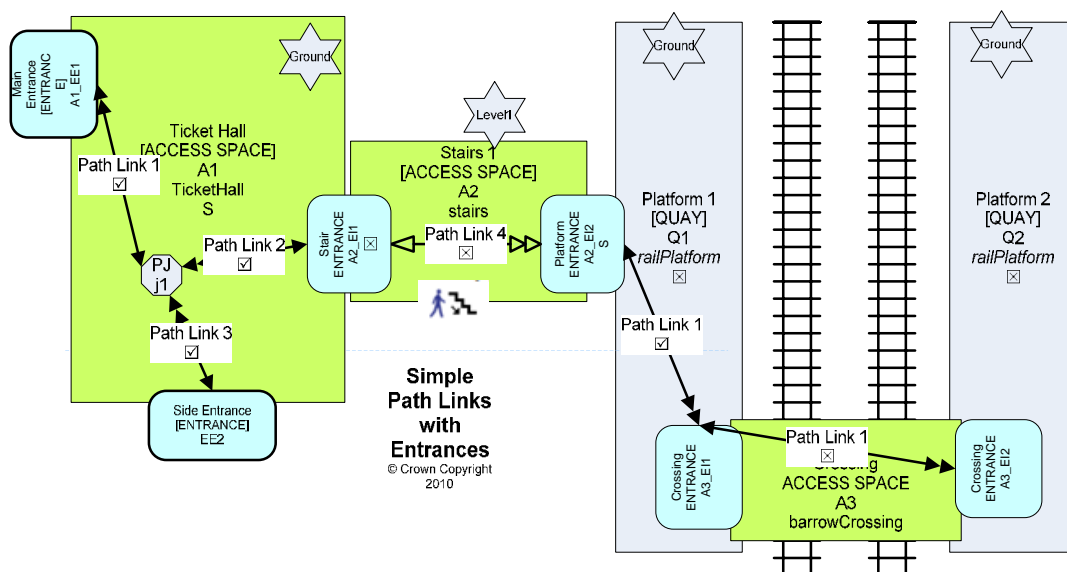 Main
Entrance
[ENTRANC
E]
A1_EE1
Ground
Ticket Hall
[ACCESS SPACE]
A1
TicketHall
S
Path Link 1
☑
Path Link 2
☑
PJ
j1
Path Link 3
☑
Side Entrance
[ENTRANCE]
EE2
Level1
Stairs 1
[ACCESS SPACE]
A2
stairs
Stair
ENTRANCE
A2_EI1
☒
Path Link 4
☒
Platform
ENTRANCE
A2_EI2
S
Simple
Path Links
with
Entrances
© Crown Copyright
2010
Ground
Platform 1
[QUAY]
Q1
railPlatform
☒
Path Link 1
☑
Ground
Platform 2
[QUAY]
Q2
railPlatform
☒
Crossing
ENTRANCE
A3_EI1
Path Link 1
☒
Crossing
ACCESS SPACE
A3
barrowCrossing
Crossing
ENTRANCE
A3_EI2